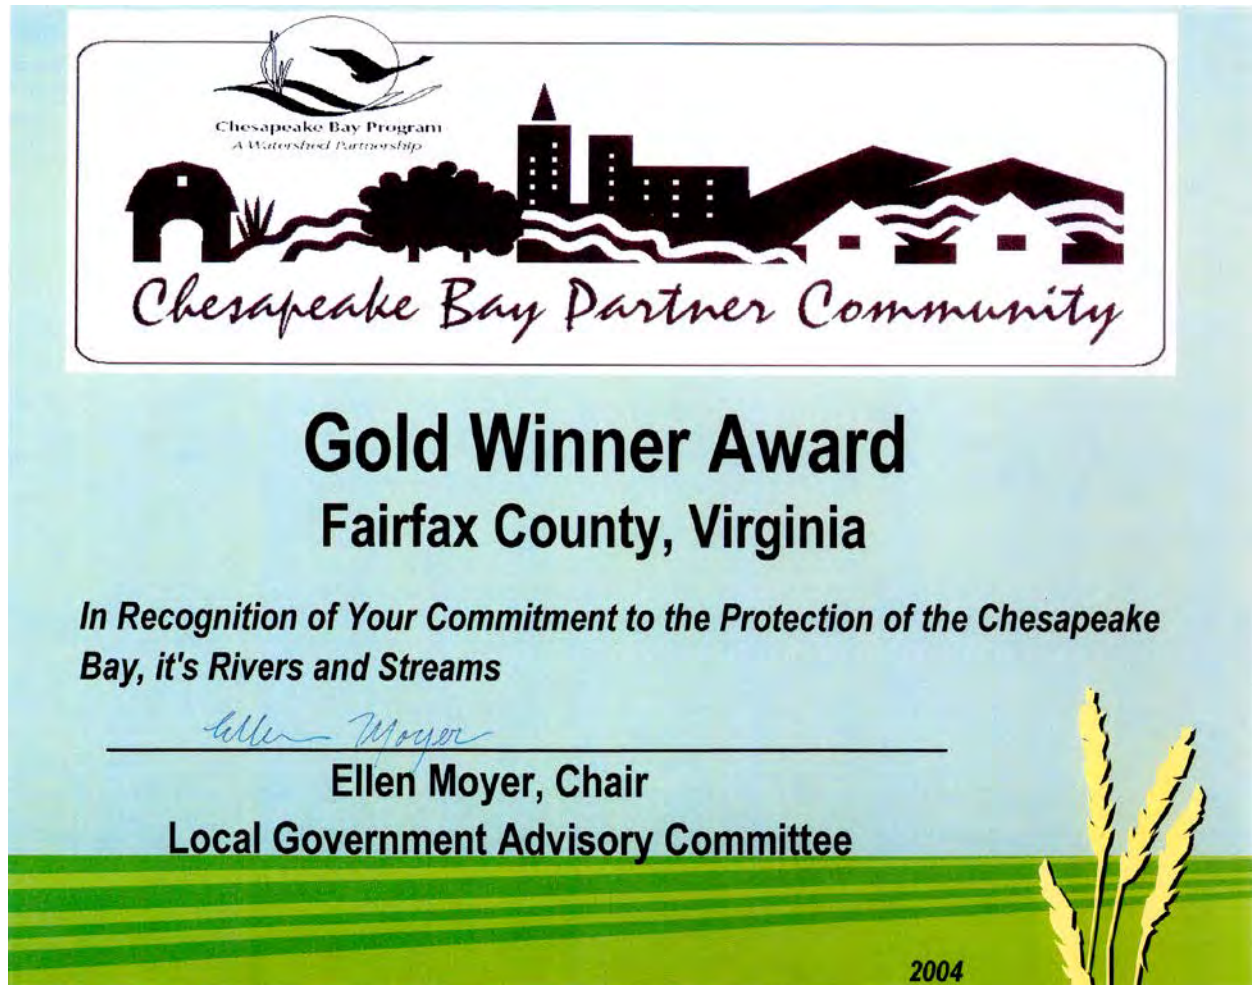 Chesapeake Bay Program
A Watershed Partnership
Chesapeake Bay Partner Community
Gold Winner Award
Fairfax County, Virginia
In Recognition of Your Commitment to the Protection of the Chesapeake
Bay, it's Rivers and Streams
Ellen Moyer
Ellen Moyer, Chair
Local Government Advisory Committee
2004